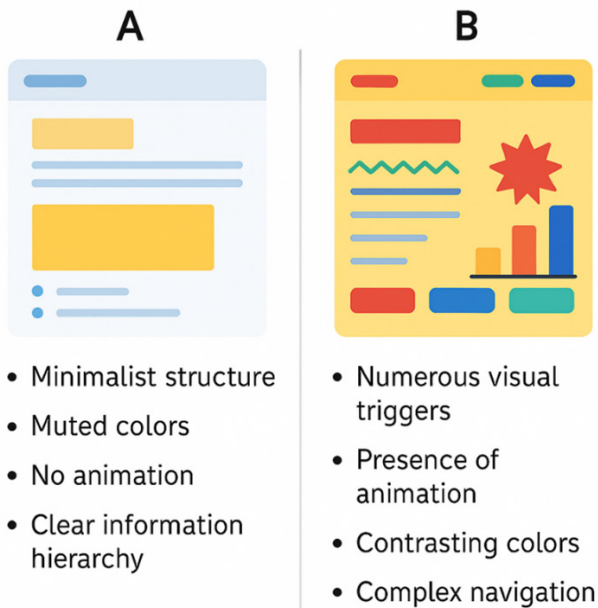 A
• Minimalist structure
• Muted colors
• No animation
• Clear information
hierarchy
B
• Numerous visual
triggers
• Presence of
animation
• Contrasting colors
• Complex navigation